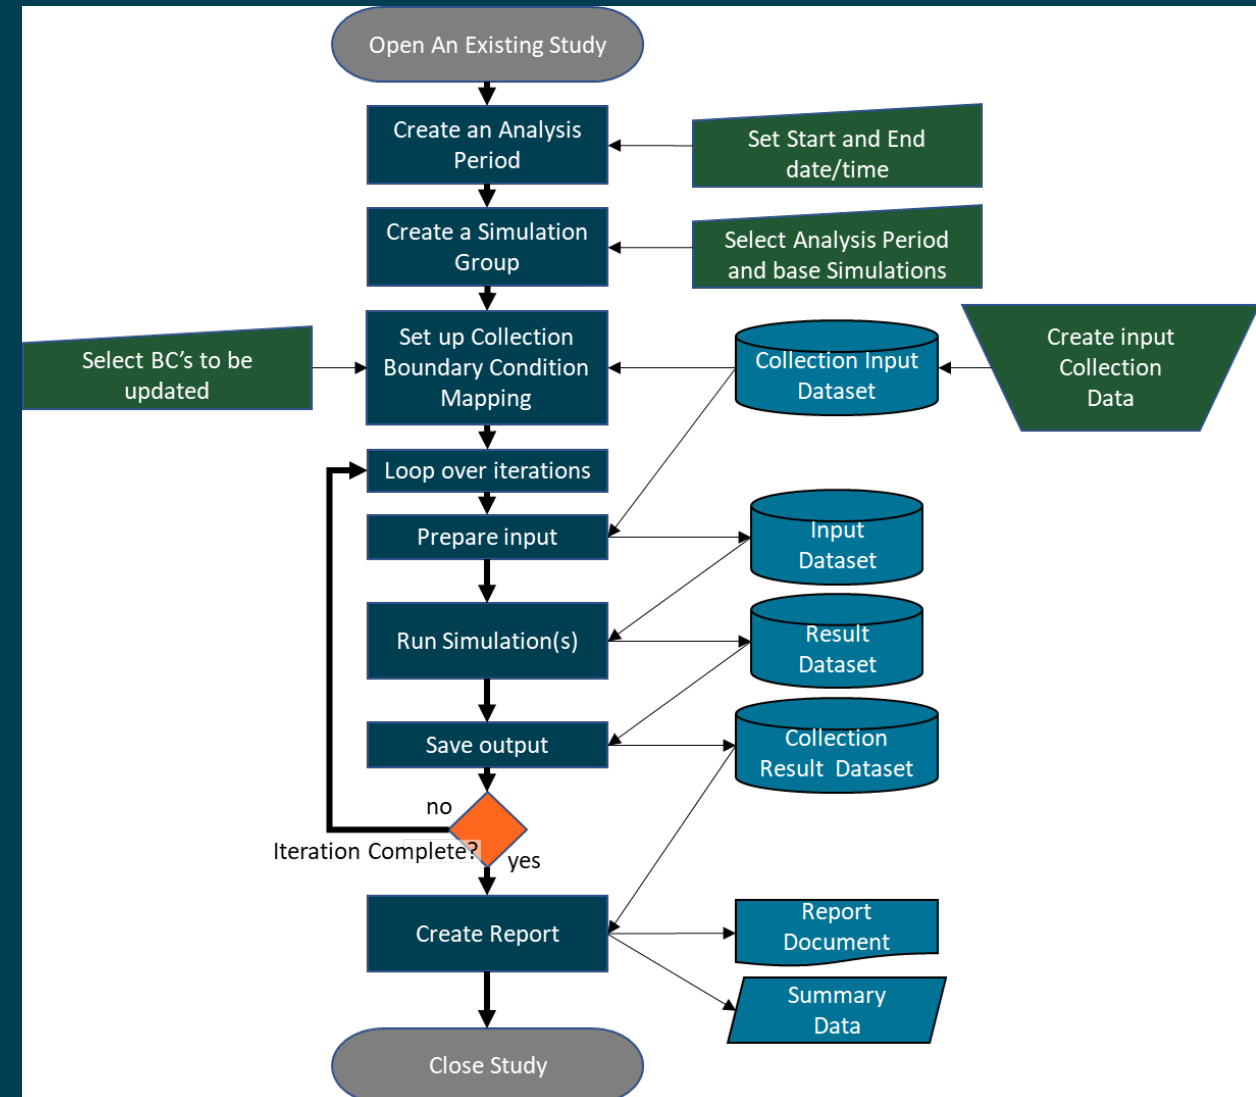 Open An Existing Study
Create an Analysis
Period
Set Start and End
date/time
Create a Simulation
Group
Select Analysis Period
and base Simulations
Select BC's to be
updated
Set up Collection
Boundary Condition
Mapping
Collection Input
Dataset
Create input
Collection
Data
Loop over iterations
Prepare input
Input
Dataset
Run Simulation(s)
Result
Dataset
Save output
Collection
Result Dataset
no
Iteration Complete?
yes
Create Report
Report
Document
Summary
Data
Close Study